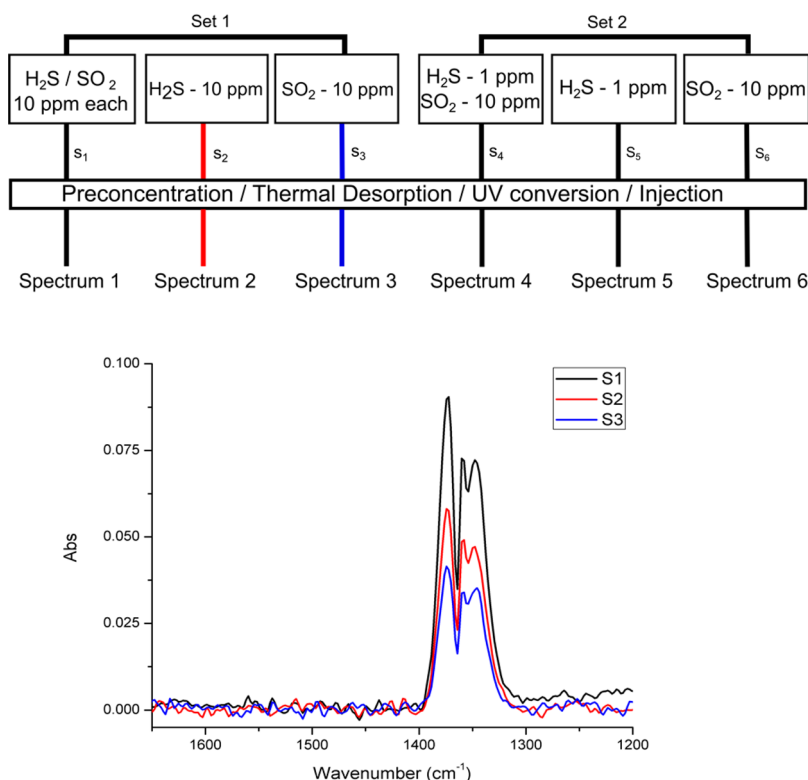 Set 1
Set 2
H₂S / SO₂
10 ppm each
H2S - 10 ppm
SO₂ - 10 ppm
H₂S - 1 ppm
SO₂ - 10 ppm
H₂S - 1 ppm
SO₂ - 10 ppm
s₁
s₂
s₃
s₄
S₅
S₆
Preconcentration / Thermal Desorption / UV conversion / Injection
Spectrum 1
Spectrum 2
Spectrum 3
Spectrum 4
Spectrum 5
Spectrum 6
0.100
0.075
0.050
0.025
0.000
Abs
S1
S2
S3
1600
1500
1400
1300
1200
Wavenumber (cm⁻¹)